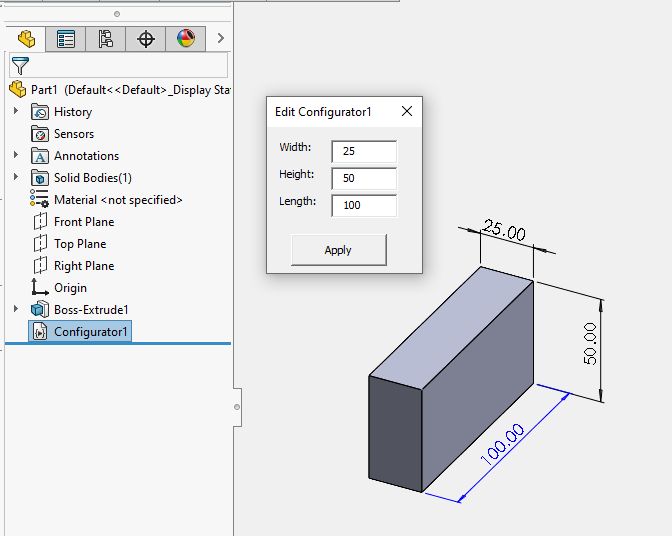 Part1 (Default<<Default>_Display Sta
History
Sensors
A Annotations
Solid Bodies(1)
Material <not specified>
Front Plane
Top Plane
Right Plane
Origin
Boss-Extrude1
Configurator1
Edit Configurator1
Width: 25
Height: 50
Length: 100
Apply
25.00
50.00
100.00